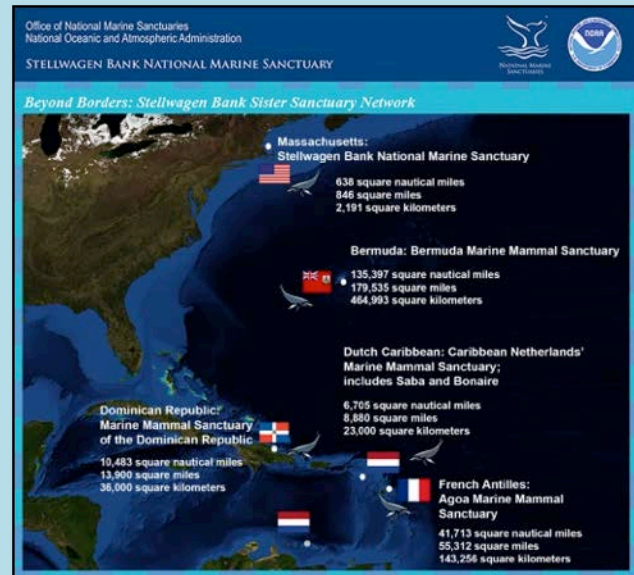 Office of National Marine Sanctuaries
National Oceanic and Atmospheric Administration
STELLWAGEN BANK NATIONAL MARINE SANCTUARY
NATIONAL MARINE
SANCTUARIES
NOAA
Beyond Borders: Stellwagen Bank Sister Sanctuary Network
Massachusetts:
Stellwagen Bank National Marine Sanctuary
638 square nautical miles
846 square miles
2,191 square kilometers
Bermuda: Bermuda Marine Mammal Sanctuary
135,397 square nautical miles
179,535 square miles
464,993 square kilometers
Dutch Caribbean: Caribbean Netherlands'
Marine Mammal Sanctuary;
includes Saba and Bonaire
6,705 square nautical miles
8,880 square miles
23,000 square kilometers
Dominican Republic:
Marine Mammal Sanctuary
of the Dominican Republic
10,483 square nautical miles
13,900 square miles
36,000 square kilometers
French Antilles:
Agoa Marine Mammal
Sanctuary
41,713 square nautical miles
55,312 square miles
143,256 square kilometers